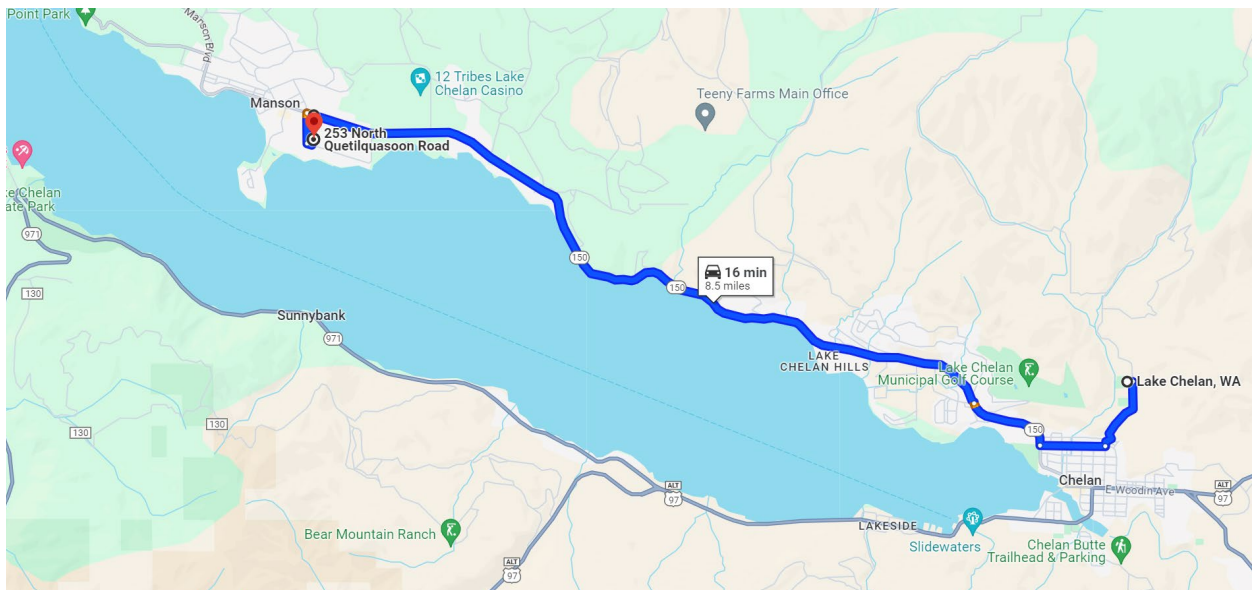 Point Park
Manson Blvd
12 Tribes Lake
Chelan Casino
Teeny Farms Main Office
Manson
253 North
Quetilquasoon Road
ke Chelan
ate Park
971
150
16 min
8.5 miles
150
130
Sunnybank
971
LAKE
CHELAN HILLS
Lake Chelan
Municipal Golf Course
Lake Chelan, WA
130
130
150
Chelan
E Woodin Ave
ALT
97
ALT
97
LAKESIDE
Bear Mountain Ranch
Slidewaters
Chelan Butte
Trailhead & Parking
ALT
97